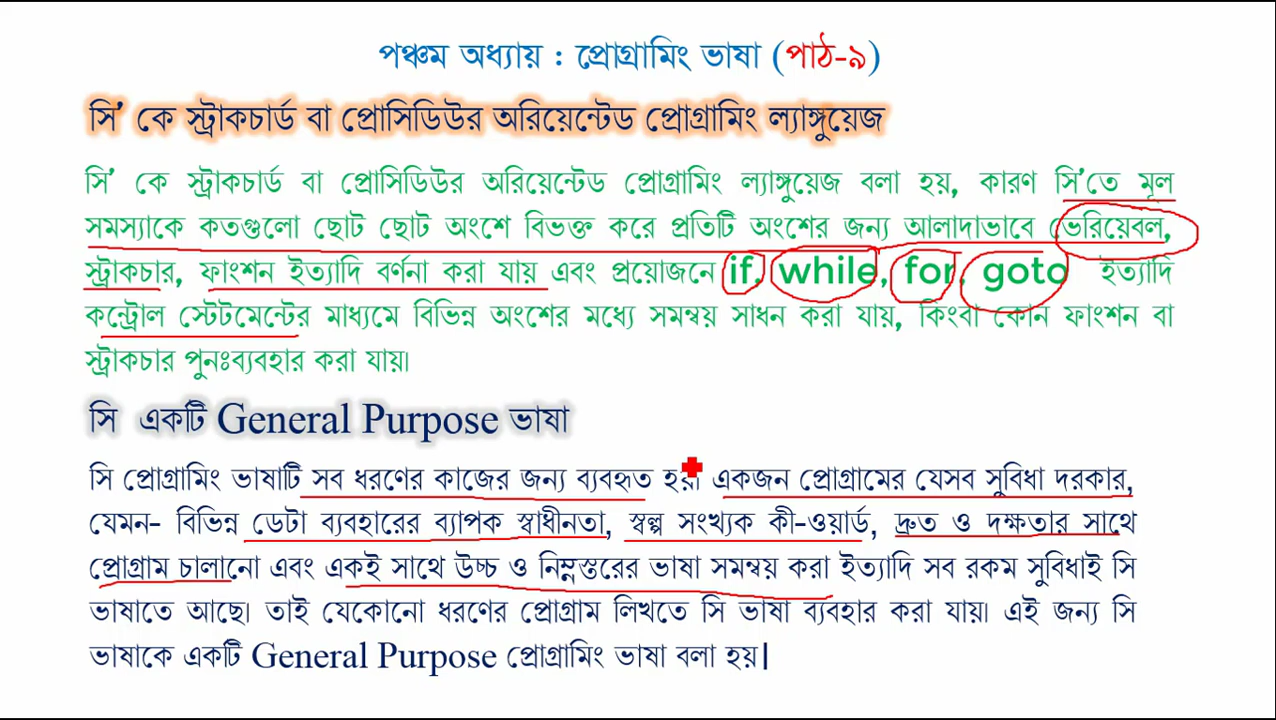 পঞ্চম অধ্যায় : প্রোগ্রামিং ভাষা (পাঠ-৯)
সি’ কে স্ট্রাকচার্ড বা প্রোসিডিউর অরিয়েন্টেড প্রোগ্রামিং ল্যাঙ্গুয়েজ
সি’ কে স্ট্রাকচার্ড বা প্রোসিডিউর অরিয়েন্টেড প্রোগ্রামিং ল্যাঙ্গুয়েজ বলা হয়, কারণ সি’তে মূল
সমস্যাকে কতগুলো ছোট ছোট অংশে বিভক্ত করে প্রতিটি অংশের জন্য আলাদাভাবে ভেরিয়েবল,
স্ট্রাকচার, ফাংশন ইত্যাদি বর্ণনা করা যায় এবং প্রয়োজনে if, while, for, goto ইত্যাদি
কন্ট্রোল স্টেটমেন্টের মাধ্যমে বিভিন্ন অংশের মধ্যে সমন্বয় সাধন করা যায়, কিংবা কোন ফাংশন বা
স্ট্রাকচার পুনঃব্যবহার করা যায়।
সি একটি General Purpose ভাষা
সি প্রোগ্রামিং ভাষাটি সব ধরণের কাজের জন্য ব্যবহৃত হয়। একজন প্রোগ্রামের যেসব সুবিধা দরকার,
যেমন- বিভিন্ন ডেটা ব্যবহারের ব্যাপক স্বাধীনতা, স্বল্প সংখ্যক কী-ওয়ার্ড, দ্রুত ও দক্ষতার সাথে
প্রোগ্রাম চালানো এবং একই সাথে উচ্চ ও নিম্নস্তরের ভাষা সমন্বয় করা ইত্যাদি সব রকম সুবিধাই সি
ভাষাতে আছে। তাই যেকোনো ধরণের প্রোগ্রাম লিখতে সি ভাষা ব্যবহার করা যায়। এই জন্য সি
ভাষাকে একটি General Purpose প্রোগ্রামিং ভাষা বলা হয়।